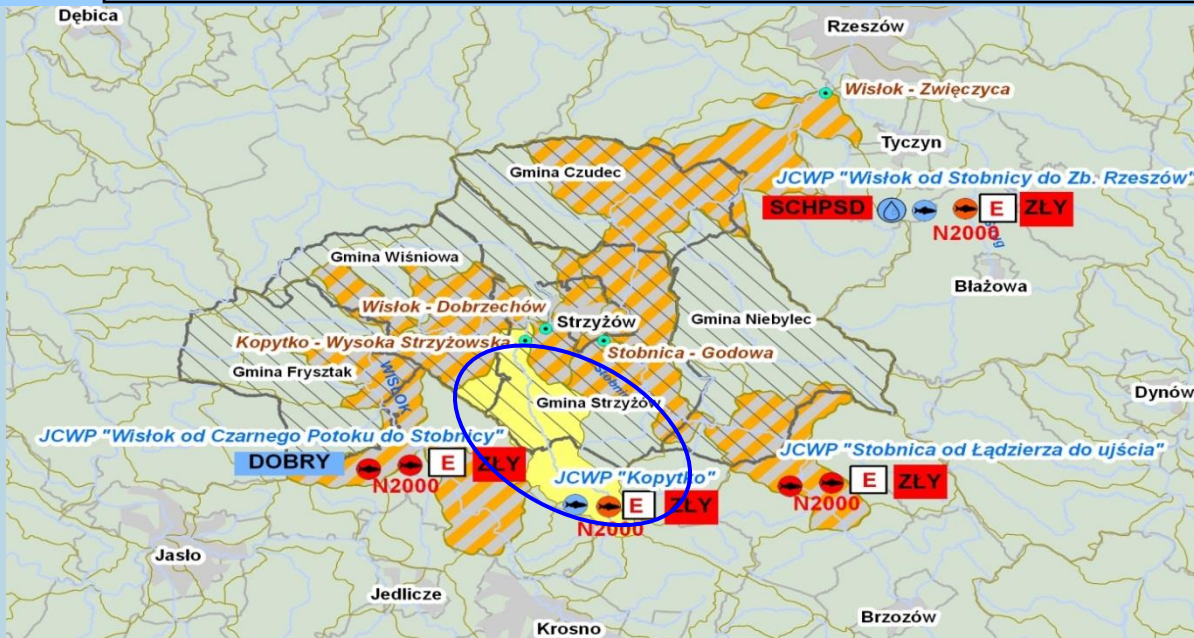 Dębica
Rzeszów
Wisłok - Zwięczyca
Tyczyn
Gmina Czudec
JCWP "Wisłok od Stobnicy do Zb. Rzeszów"
SCHPSD E ZŁY
N2000
Gmina Wiśniowa
Błażowa
Wisłok - Dobrzechów
Strzyżów
Gmina Niebylec
Kopytko - Wysoka Strzyżowska
Stobnica - Godowa
Gmina Frysztak
WISŁOK
Gmina Strzyżów
Dynów
JCWP "Wisłok od Czarnego Potoku do Stobnicy"
JCWP "Stobnica od Łądzierza do ujścia"
DOBRY E ZŁY
N2000
JCWP "Kopytko"
E ZŁY
N2000
E ZŁY
N2000
Jasło
Jedlicze
Krosno
Brzozów